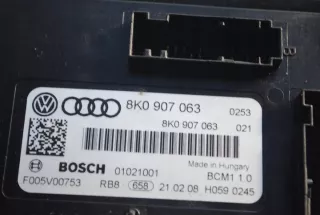 8K0 907 063 0253
8K0 907 063 021
Made in Hungary
BOSCH 01021001 BCM1 1.0
F005V00753 RB8 658 21.02.08 H059 0245